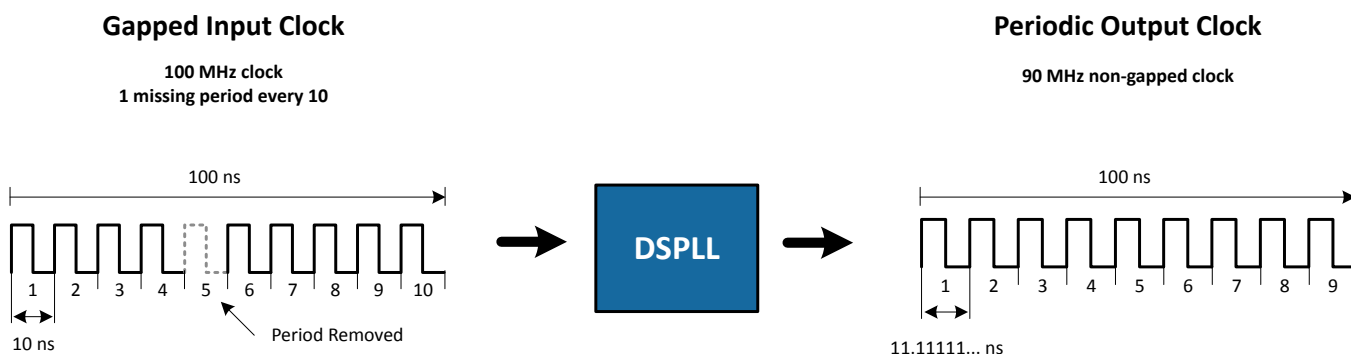 Gapped Input Clock
100 MHz clock
1 missing period every 10
100 ns
1 2 3 4 5 6 7 8 9 10
Period Removed
10 ns
DSPLL
Periodic Output Clock
90 MHz non-gapped clock
100 ns
1 2 3 4 5 6 7 8 9
11.11111... ns